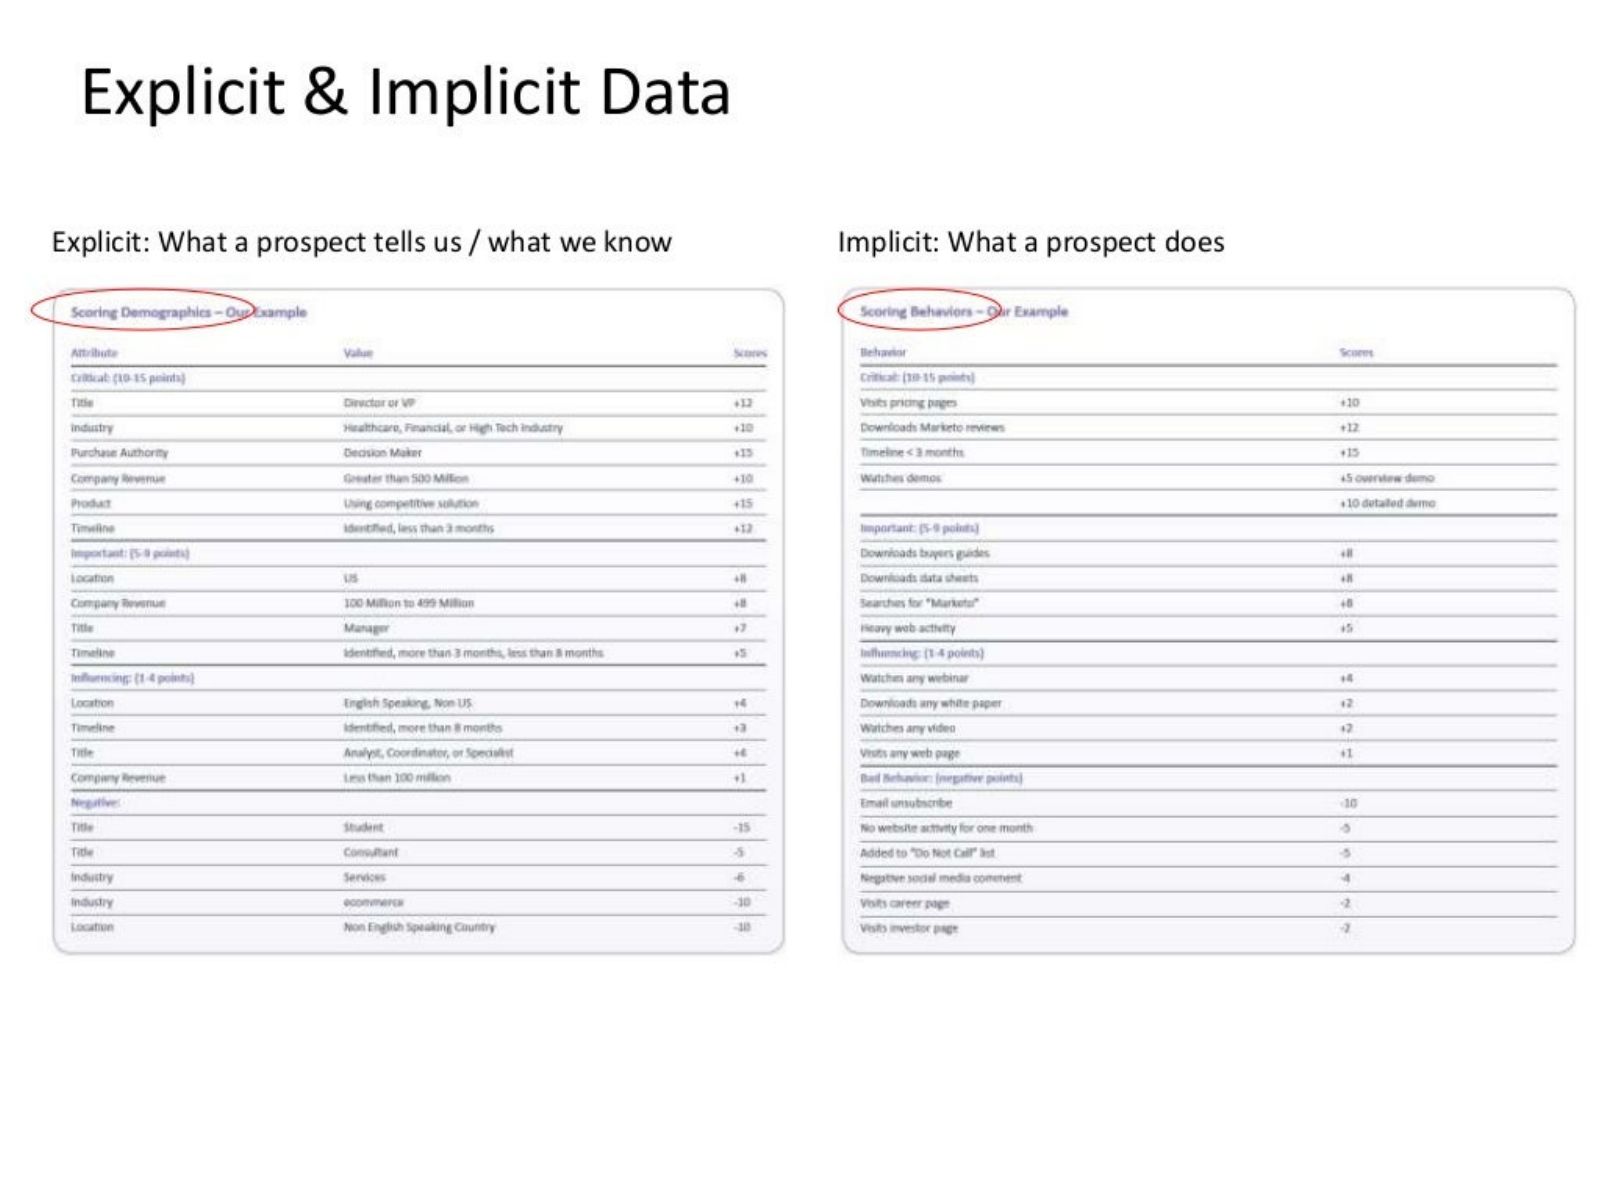 Explicit & Implicit Data
Explicit: What a prospect tells us / what we know
Scoring Demographics – Our Example
Attribute Value Scores
Critical: (10-15 points)
Title Director or VP +12
Industry Healthcare, Financial, or High Tech Industry +10
Purchase Authority Decision Maker +15
Company Revenue Greater than 500 Million +10
Product Using competitive solution +15
Timeline Identified, less than 3 months +12
Important: (5-9 points)
Location US +8
Company Revenue 100 Million to 499 Million +8
Title Manager +7
Timeline Identified, more than 3 months, less than 8 months +5
Influencing: (1-4 points)
Location English Speaking, Non US +4
Timeline Identified, more than 8 months +3
Title Analyst, Coordinator, or Specialist +4
Company Revenue Less than 100 million +1
Negative:
Title Student -15
Title Consultant -5
Industry Services -6
Industry ecommerce -10
Location Non English Speaking Country -10
Implicit: What a prospect does
Scoring Behaviors – Our Example
Behavior Scores
Critical: (10-15 points)
Visits pricing pages +10
Downloads Marketo reviews +12
Timeline < 3 months +15
Watches demos +5 overview demo
+10 detailed demo
Important: (5-9 points)
Downloads buyers guides +8
Downloads data sheets +8
Searches for "Marketo" +8
Heavy web activity +5
Influencing: (1-4 points)
Watches any webinar +4
Downloads any white paper +2
Watches any video +2
Visits any web page +1
Bad Behavior: (negative points)
Email unsubscribe -10
No website activity for one month -5
Added to "Do Not Call" list -5
Negative social media comment -4
Visits career page -2
Visits investor page -2